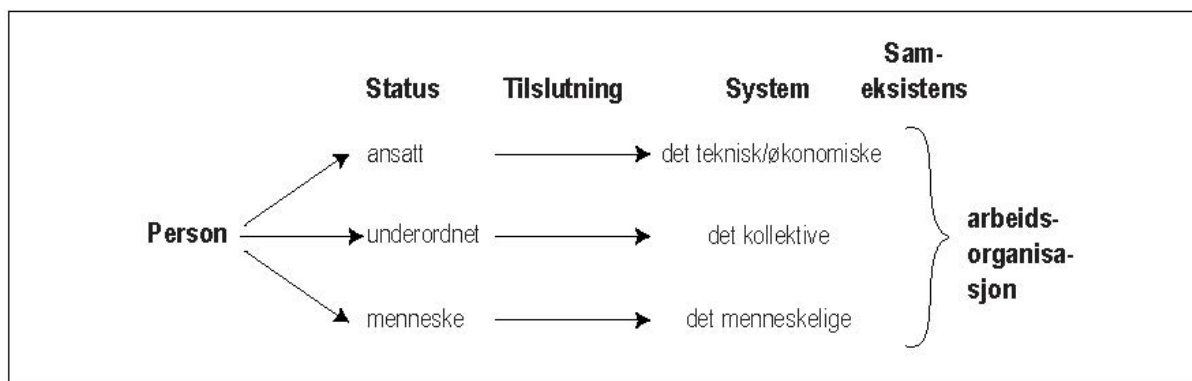 Sam-
Status Tilslutning System eksistens
ansatt det teknisk/økonomiske
Person underordnet det kollektive arbeids-
organisa-
sjon
menneske det menneskelige